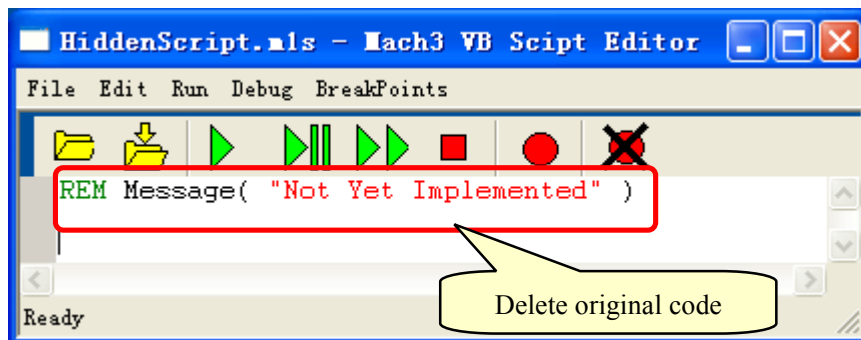 HiddenScript.m1s - Mach3 VB Scipt Editor
File Edit Run Debug BreakPoints
REM Message( "Not Yet Implemented" )
Delete original code
Ready